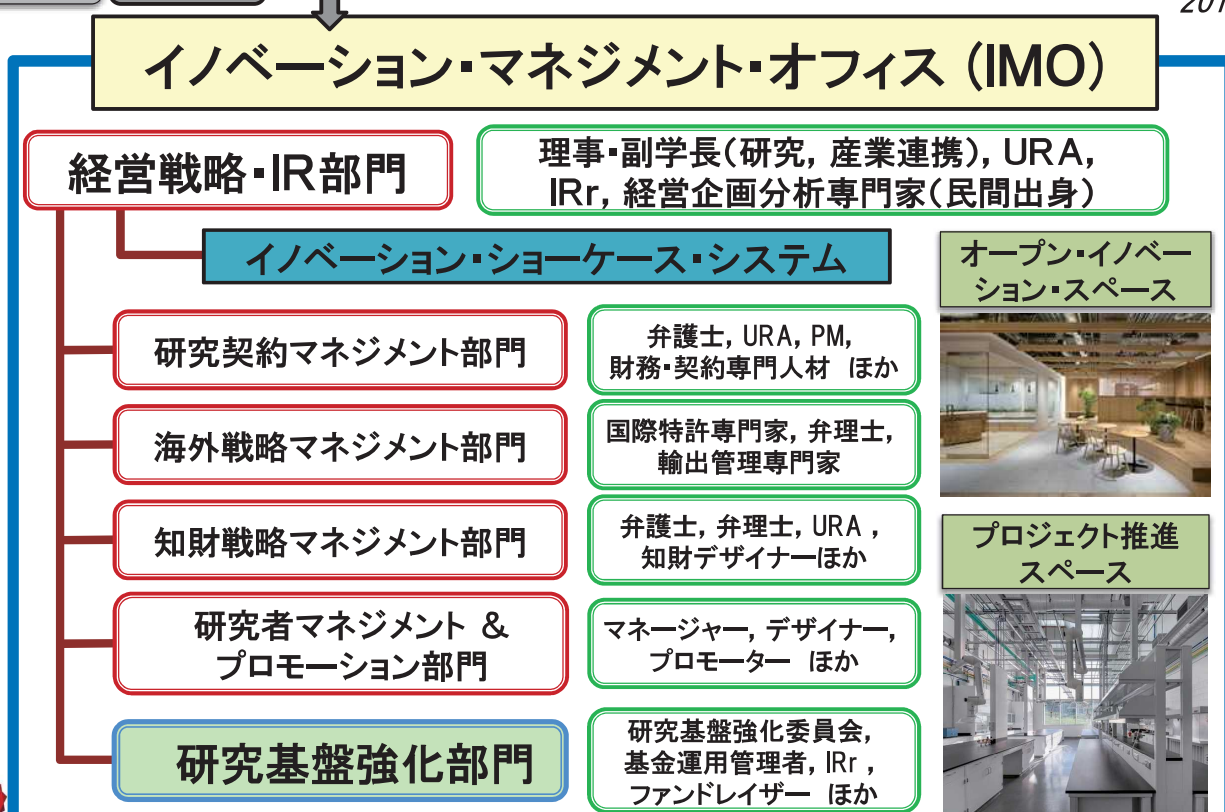 201
イノベーション・マネジメント・オフィス (IMO)
経営戦略・IR部門
理事・副学長(研究, 産業連携), URA,
IRr, 経営企画分析専門家(民間出身)
イノベーション・ショーケース・システム
オープン・イノベー
ション・スペース
研究契約マネジメント部門
弁護士, URA, PM,
財務・契約専門人材 ほか
海外戦略マネジメント部門
国際特許専門家, 弁理士,
輸出管理専門家
知財戦略マネジメント部門
弁護士, 弁理士, URA ,
知財デザイナーほか
プロジェクト推進
スペース
研究者マネジメント &
プロモーション部門
マネージャー, デザイナー,
プロモーター ほか
研究基盤強化部門
研究基盤強化委員会,
基金運用管理者, IRr ,
ファンドレイザー ほか